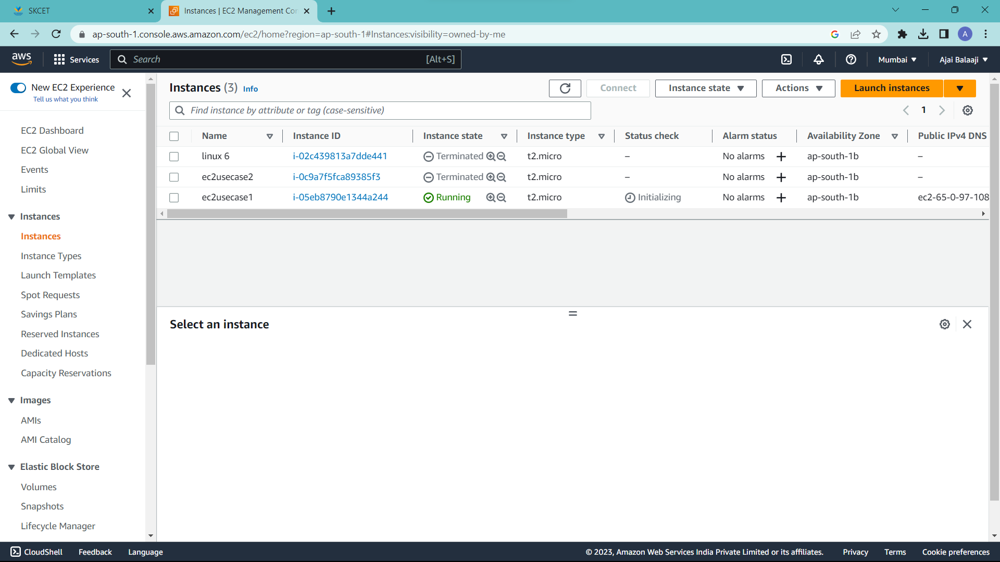 SKCET
Instances | EC2 Management Con
ap-south-1.console.aws.amazon.com/ec2/home?region=ap-south-1#Instances:visibility=owned-by-me
A
aws
Services
Search
[Alt+S]
Mumbai
Ajai Balaaji
New EC2 Experience
Tell us what you think
EC2 Dashboard
EC2 Global View
Events
Limits
Instances
Instances
Instance Types
Launch Templates
Spot Requests
Savings Plans
Reserved Instances
Dedicated Hosts
Capacity Reservations
Images
AMIs
AMI Catalog
Elastic Block Store
Volumes
Snapshots
Lifecycle Manager
Instances (3) Info
Connect
Instance state
Actions
Launch instances
Find instance by attribute or tag (case-sensitive)
1
Name Instance ID Instance state Instance type Status check Alarm status Availability Zone Public IPv4 DNS
linux 6 i-02c439813a7dde441 Terminated t2.micro – No alarms + ap-south-1b –
ec2usecase2 i-0c9a7f5fca89385f3 Terminated t2.micro – No alarms + ap-south-1b –
ec2usecase1 i-05eb8790e1344a244 Running t2.micro Initializing No alarms + ap-south-1b ec2-65-0-97-108
Select an instance
CloudShell
Feedback
Language
© 2023, Amazon Web Services India Private Limited or its affiliates.
Privacy
Terms
Cookie preferences